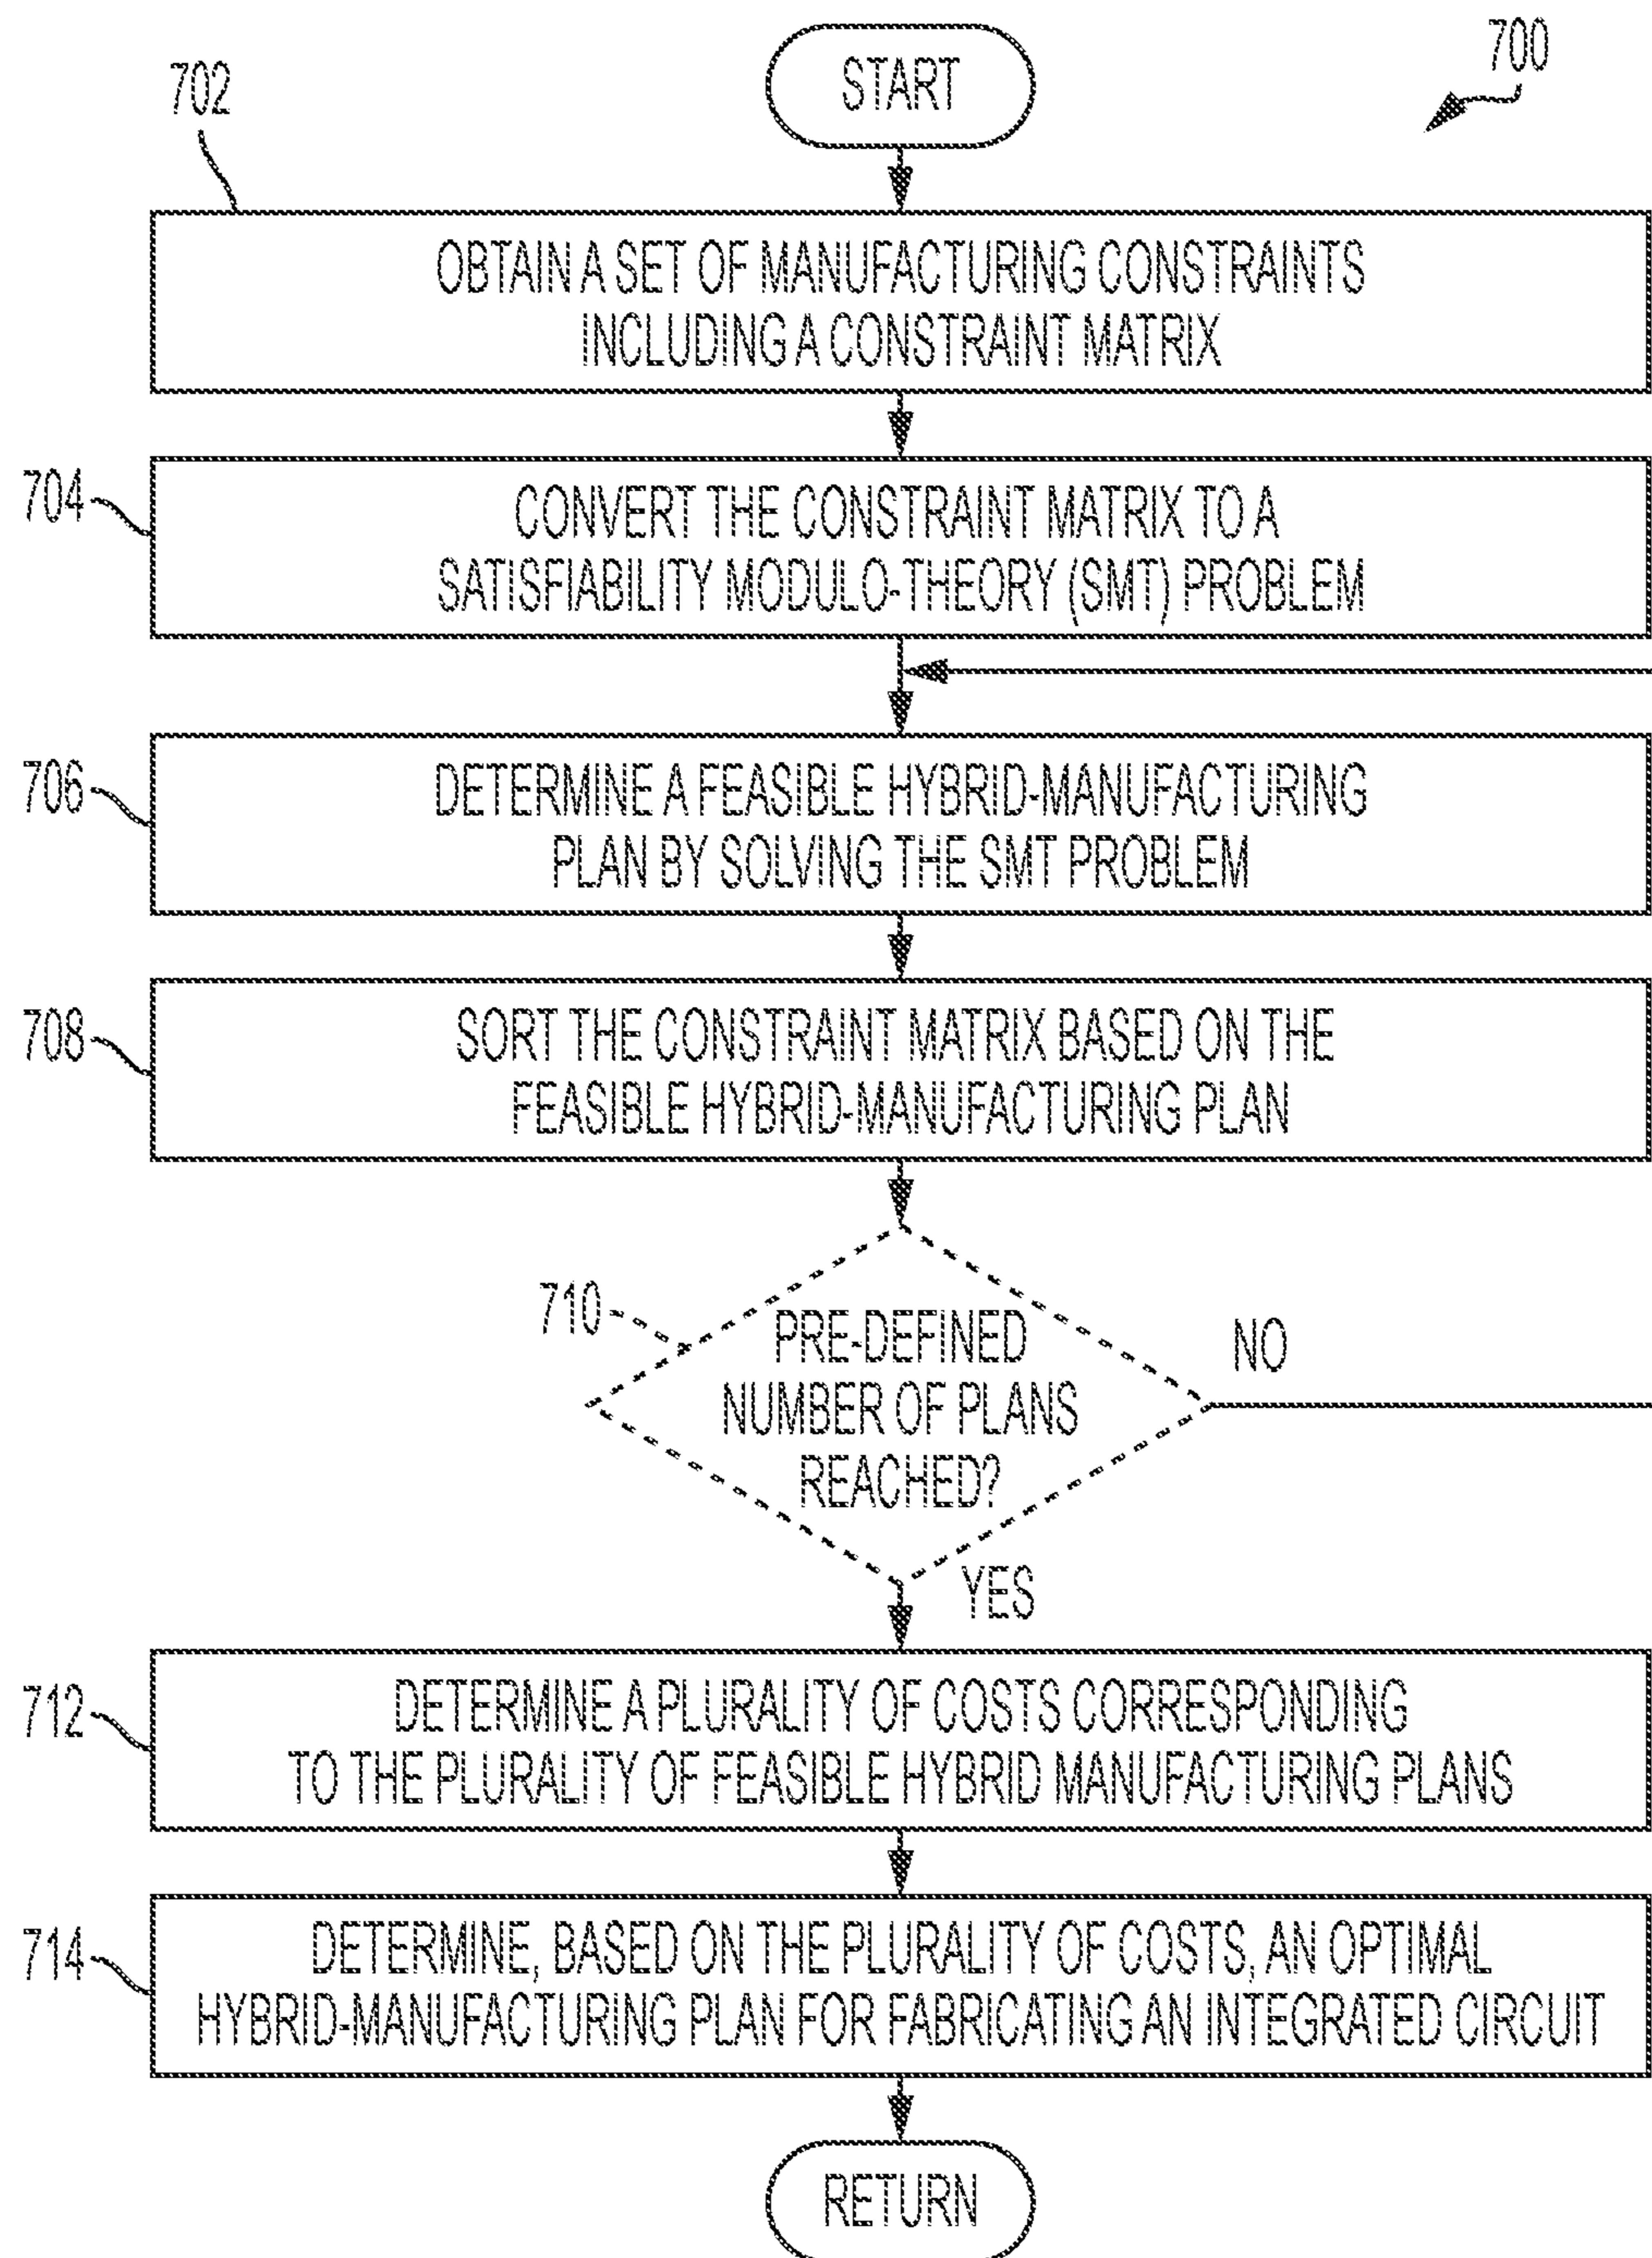 700
START
702
OBTAIN A SET OF MANUFACTURING CONSTRAINTS
INCLUDING A CONSTRAINT MATRIX
704
CONVERT THE CONSTRAINT MATRIX TO A
SATISFIABILITY MODULO-THEORY (SMT) PROBLEM
706
DETERMINE A FEASIBLE HYBRID-MANUFACTURING
PLAN BY SOLVING THE SMT PROBLEM
708
SORT THE CONSTRAINT MATRIX BASED ON THE
FEASIBLE HYBRID-MANUFACTURING PLAN
710
PRE-DEFINED
NUMBER OF PLANS
REACHED?
NO
YES
712
DETERMINE A PLURALITY OF COSTS CORRESPONDING
TO THE PLURALITY OF FEASIBLE HYBRID MANUFACTURING PLANS
714
DETERMINE, BASED ON THE PLURALITY OF COSTS, AN OPTIMAL
HYBRID-MANUFACTURING PLAN FOR FABRICATING AN INTEGRATED CIRCUIT
RETURN